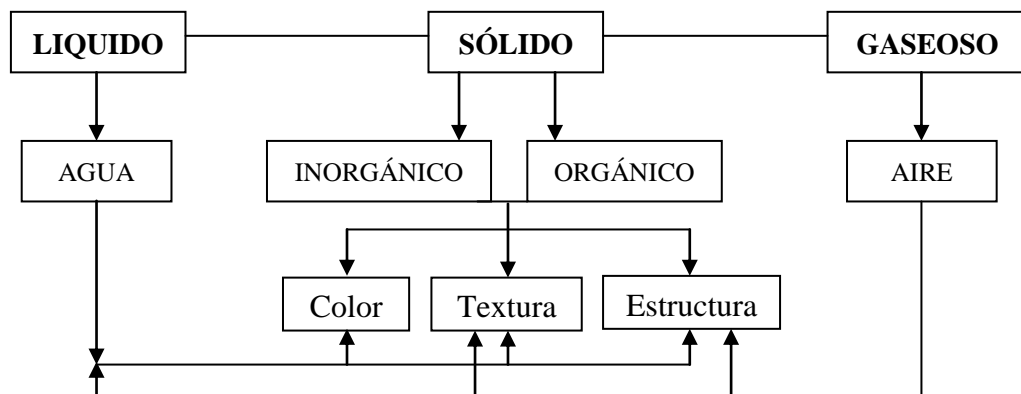 LIQUIDO SÓLIDO GASEOSO
AGUA INORGÁNICO ORGÁNICO AIRE
Color Textura Estructura